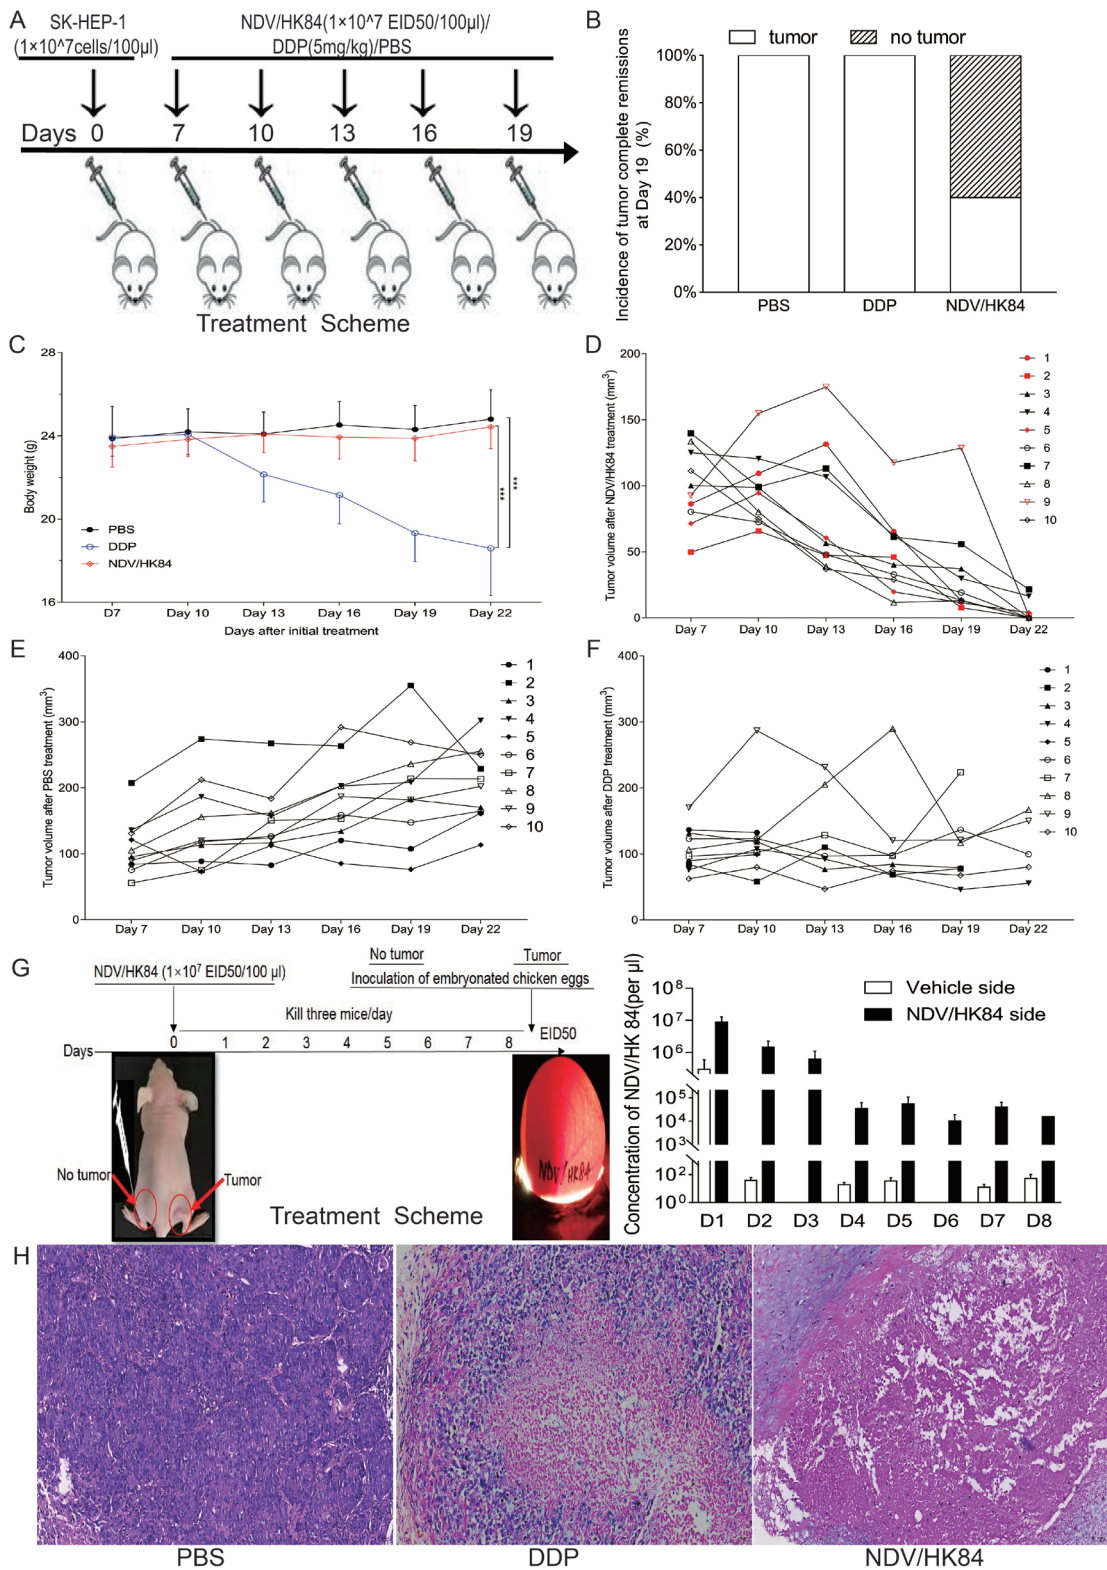 A
SK-HEP-1
(1×10^7cells/100μl)
NDV/HK84(1×10^7 EID50/100μl)/
DDP(5mg/kg)/PBS
Days 0 7 10 13 16 19
Treatment Scheme
B
tumor no tumor
Incidence of tumor complete remissions
at Day 19 (%)
100%
80%
60%
40%
20%
0%
PBS DDP NDV/HK84
C
Body weight (g)
28
24
20
16
PBS
DDP
NDV/HK84
***
***
D7 Day 10 Day 13 Day 16 Day 19 Day 22
Days after initial treatment
D
Tumor volume after NDV/HK84 treatment (mm³)
200
150
100
50
0
Day 7 Day 10 Day 13 Day 16 Day 19 Day 22
1
2
3
4
5
6
7
8
9
10
E
Tumor volume after PBS treatment (mm³)
400
300
200
100
0
Day 7 Day 10 Day 13 Day 16 Day 19 Day 22
1
2
3
4
5
6
7
8
9
10
F
Tumor volume after DDP treatment (mm³)
400
300
200
100
0
Day 7 Day 10 Day 13 Day 16 Day 19 Day 22
1
2
3
4
5
6
7
8
9
10
G
NDV/HK84 (1×10⁷ EID50/100 μl)
No tumor Tumor
Inoculation of embryonated chicken eggs
Kill three mice/day
EID50
Days 0 1 2 3 4 5 6 7 8
No tumor
Tumor
NDV/HK84
Treatment Scheme
Concentration of NDV/HK 84(per μl)
Vehicle side
NDV/HK84 side
10⁸
10⁷
10⁶
10⁵
10⁴
10³
10²
10⁰
D1 D2 D3 D4 D5 D6 D7 D8
H
PBS DDP NDV/HK84